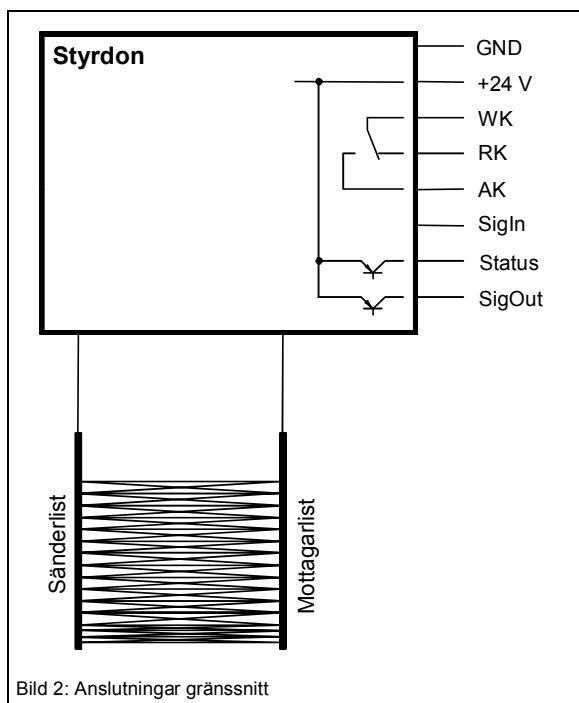 Styrdon
GND
+24 V
WK
RK
AK
SigIn
Status
SigOut
Sänderlist
Mottagarlist
Bild 2: Anslutningar gränssnitt